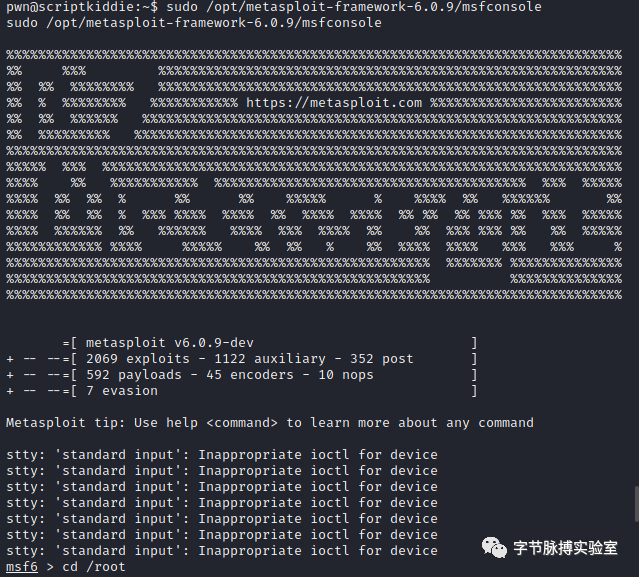 pwn@scriptkiddie:~$ sudo /opt/metasploit-framework-6.0.9/msfconsole
sudo /opt/metasploit-framework-6.0.9/msfconsole
https://metasploit.com
=[ metasploit v6.0.9-dev ]
+ -- --=[ 2069 exploits - 1122 auxiliary - 352 post ]
+ -- --=[ 592 payloads - 45 encoders - 10 nops ]
+ -- --=[ 7 evasion ]
Metasploit tip: Use help <command> to learn more about any command
stty: 'standard input': Inappropriate ioctl for device
stty: 'standard input': Inappropriate ioctl for device
stty: 'standard input': Inappropriate ioctl for device
stty: 'standard input': Inappropriate ioctl for device
stty: 'standard input': Inappropriate ioctl for device
stty: 'standard input': Inappropriate ioctl for device
stty: 'standard input': Inappropriate ioctl for device
msf6 > cd /root
字节脉搏实验室